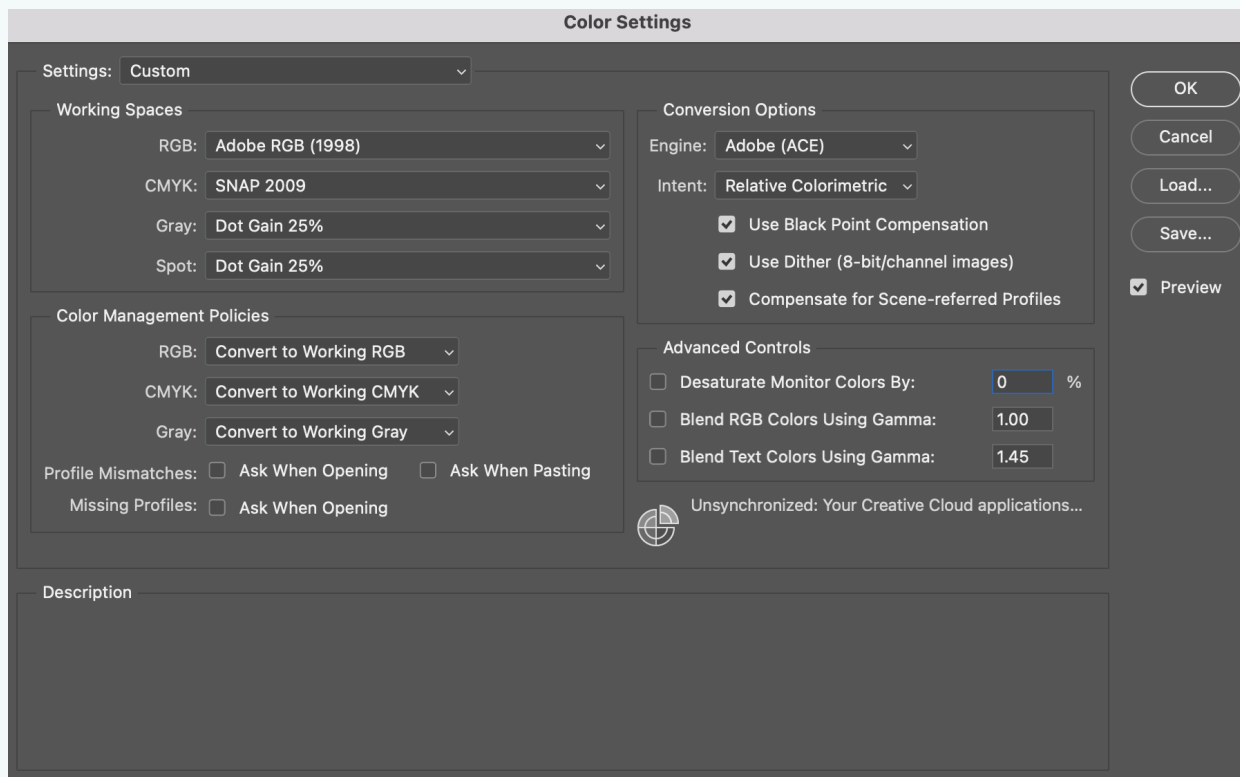 Color Settings
Settings: Custom
Working Spaces
RGB: Adobe RGB (1998)
CMYK: SNAP 2009
Gray: Dot Gain 25%
Spot: Dot Gain 25%
Color Management Policies
RGB: Convert to Working RGB
CMYK: Convert to Working CMYK
Gray: Convert to Working Gray
Profile Mismatches: Ask When Opening Ask When Pasting
Missing Profiles: Ask When Opening
Conversion Options
Engine: Adobe (ACE)
Intent: Relative Colorimetric
Use Black Point Compensation
Use Dither (8-bit/channel images)
Compensate for Scene-referred Profiles
Advanced Controls
Desaturate Monitor Colors By: 0 %
Blend RGB Colors Using Gamma: 1.00
Blend Text Colors Using Gamma: 1.45
Unsynchronized: Your Creative Cloud applications...
OK
Cancel
Load...
Save...
Preview
Description